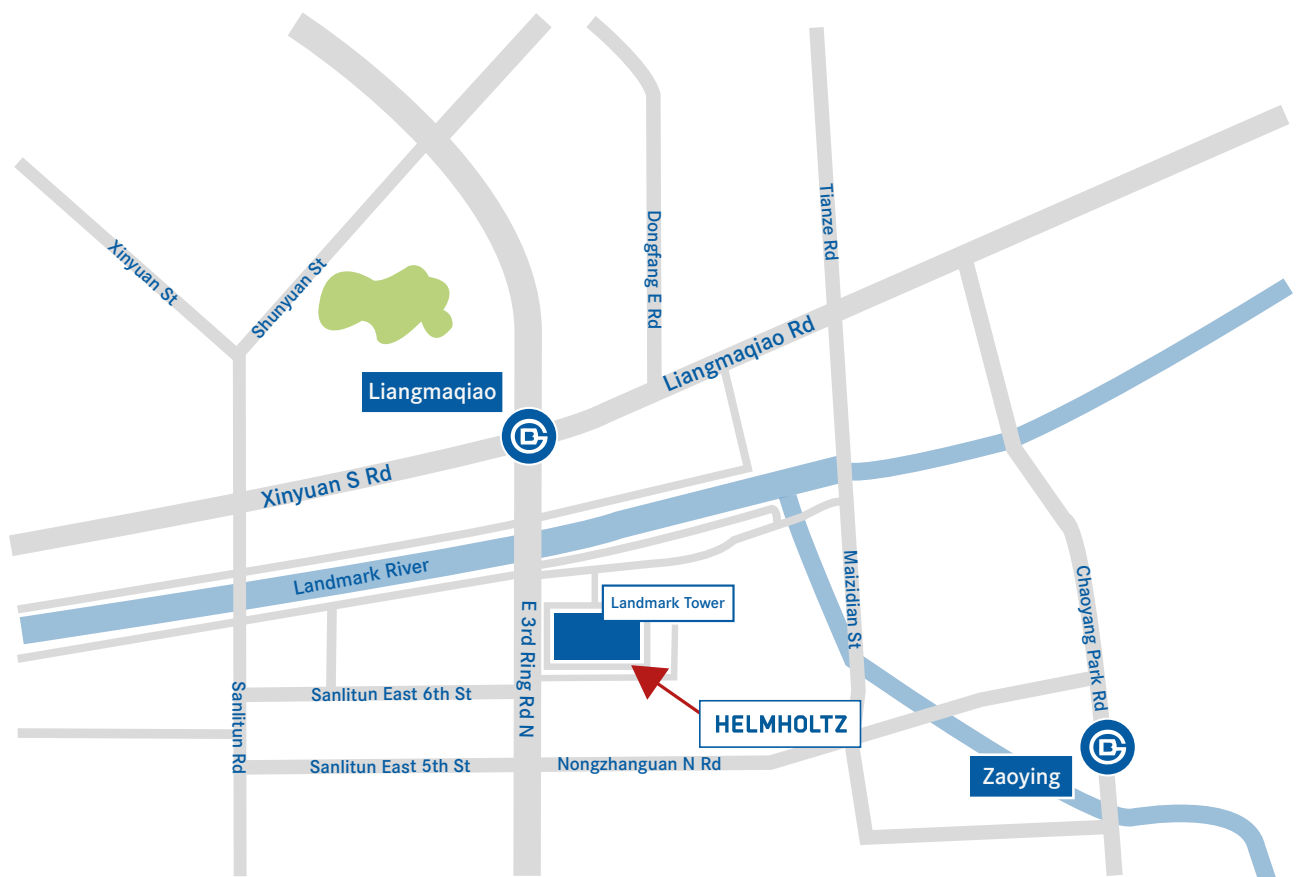 Xinyuan St
Shunyuan St
Dongfang E Rd
Tianze Rd
Liangmaqiao Rd
Liangmaqiao
Xinyuan S Rd
Landmark River
Landmark Tower
E 3rd Ring Rd N
Maizidian St
Chaoyang Park Rd
Sanlitun Rd
Sanlitun East 6th St
HELMHOLTZ
Sanlitun East 5th St
Nongzhanguan N Rd
Zaoying